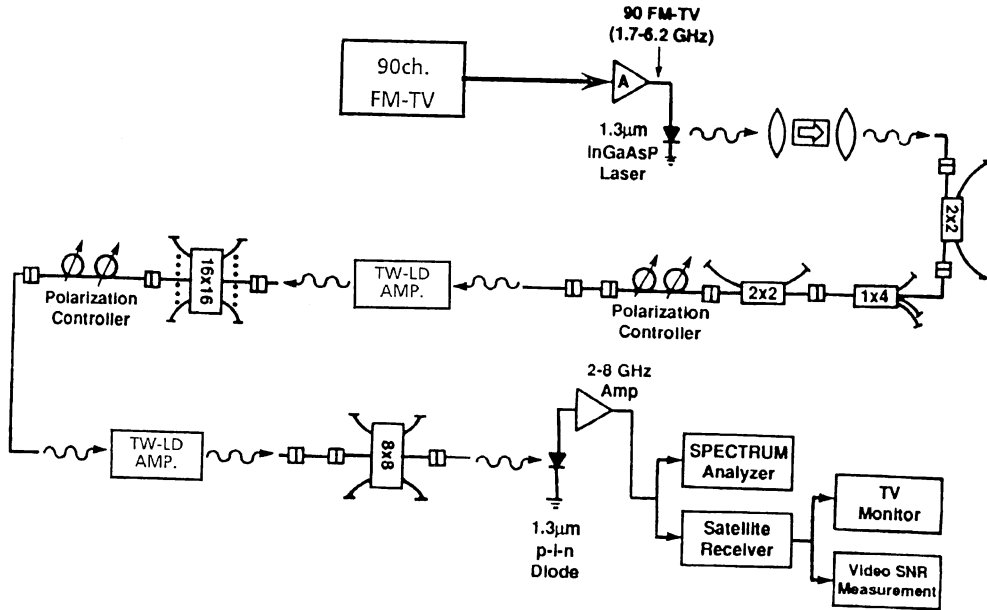 90 FM-TV
(1.7-6.2 GHz)
90ch.
FM-TV
A
1.3μm
InGaAsP
Laser
2x2
Polarization
Controller
16x16
TW-LD
AMP.
Polarization
Controller
2x2
1x4
2-8 GHz
Amp
TW-LD
AMP.
8x8
1.3μm
p-i-n
Diode
SPECTRUM
Analyzer
Satellite
Receiver
TV
Monitor
Video SNR
Measurement